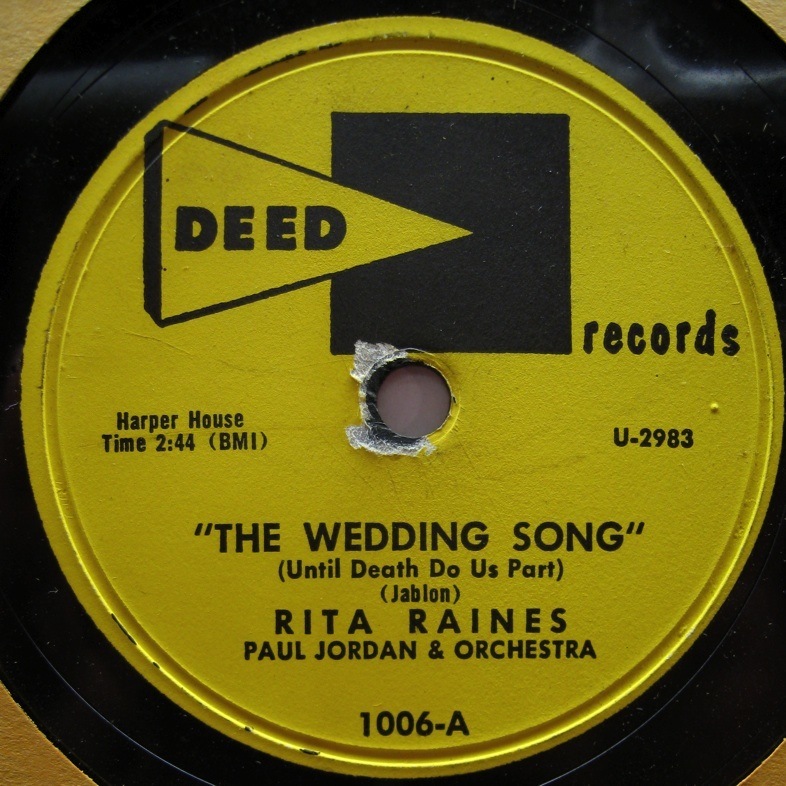 DEED
records
Harper House
Time 2:44 (BMI)
U-2983
"THE WEDDING SONG"
(Until Death Do Us Part)
(Jablon)
RITA RAINES
PAUL JORDAN & ORCHESTRA
1006-A